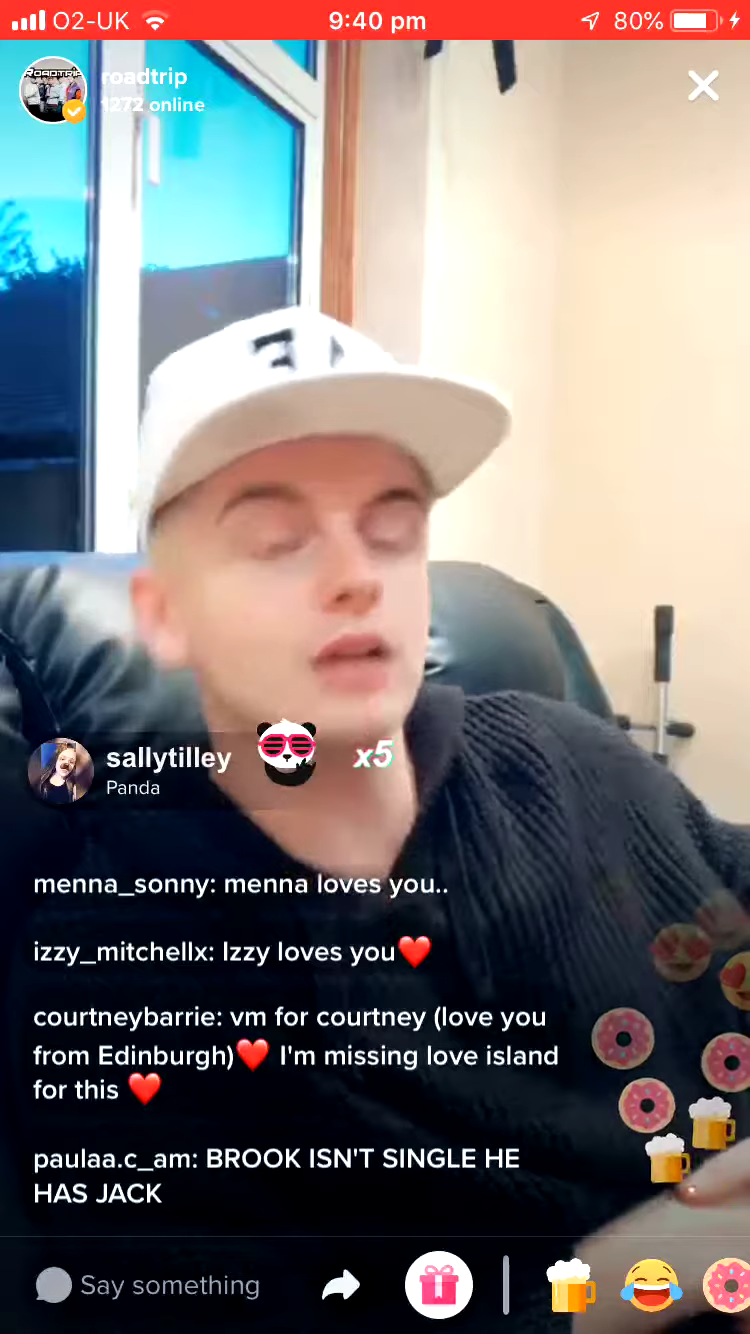 O2-UK 9:40 pm 80%
ROADTRIP
roadtrip
1272 online
sallytilley x5
Panda
menna_sonny: menna loves you..
izzy_mitchellx: Izzy loves you❤️
courtneybarrie: vm for courtney (love you
from Edinburgh)❤️ I'm missing love island
for this ❤️
paulaa.c_am: BROOK ISN'T SINGLE HE
HAS JACK
Say something